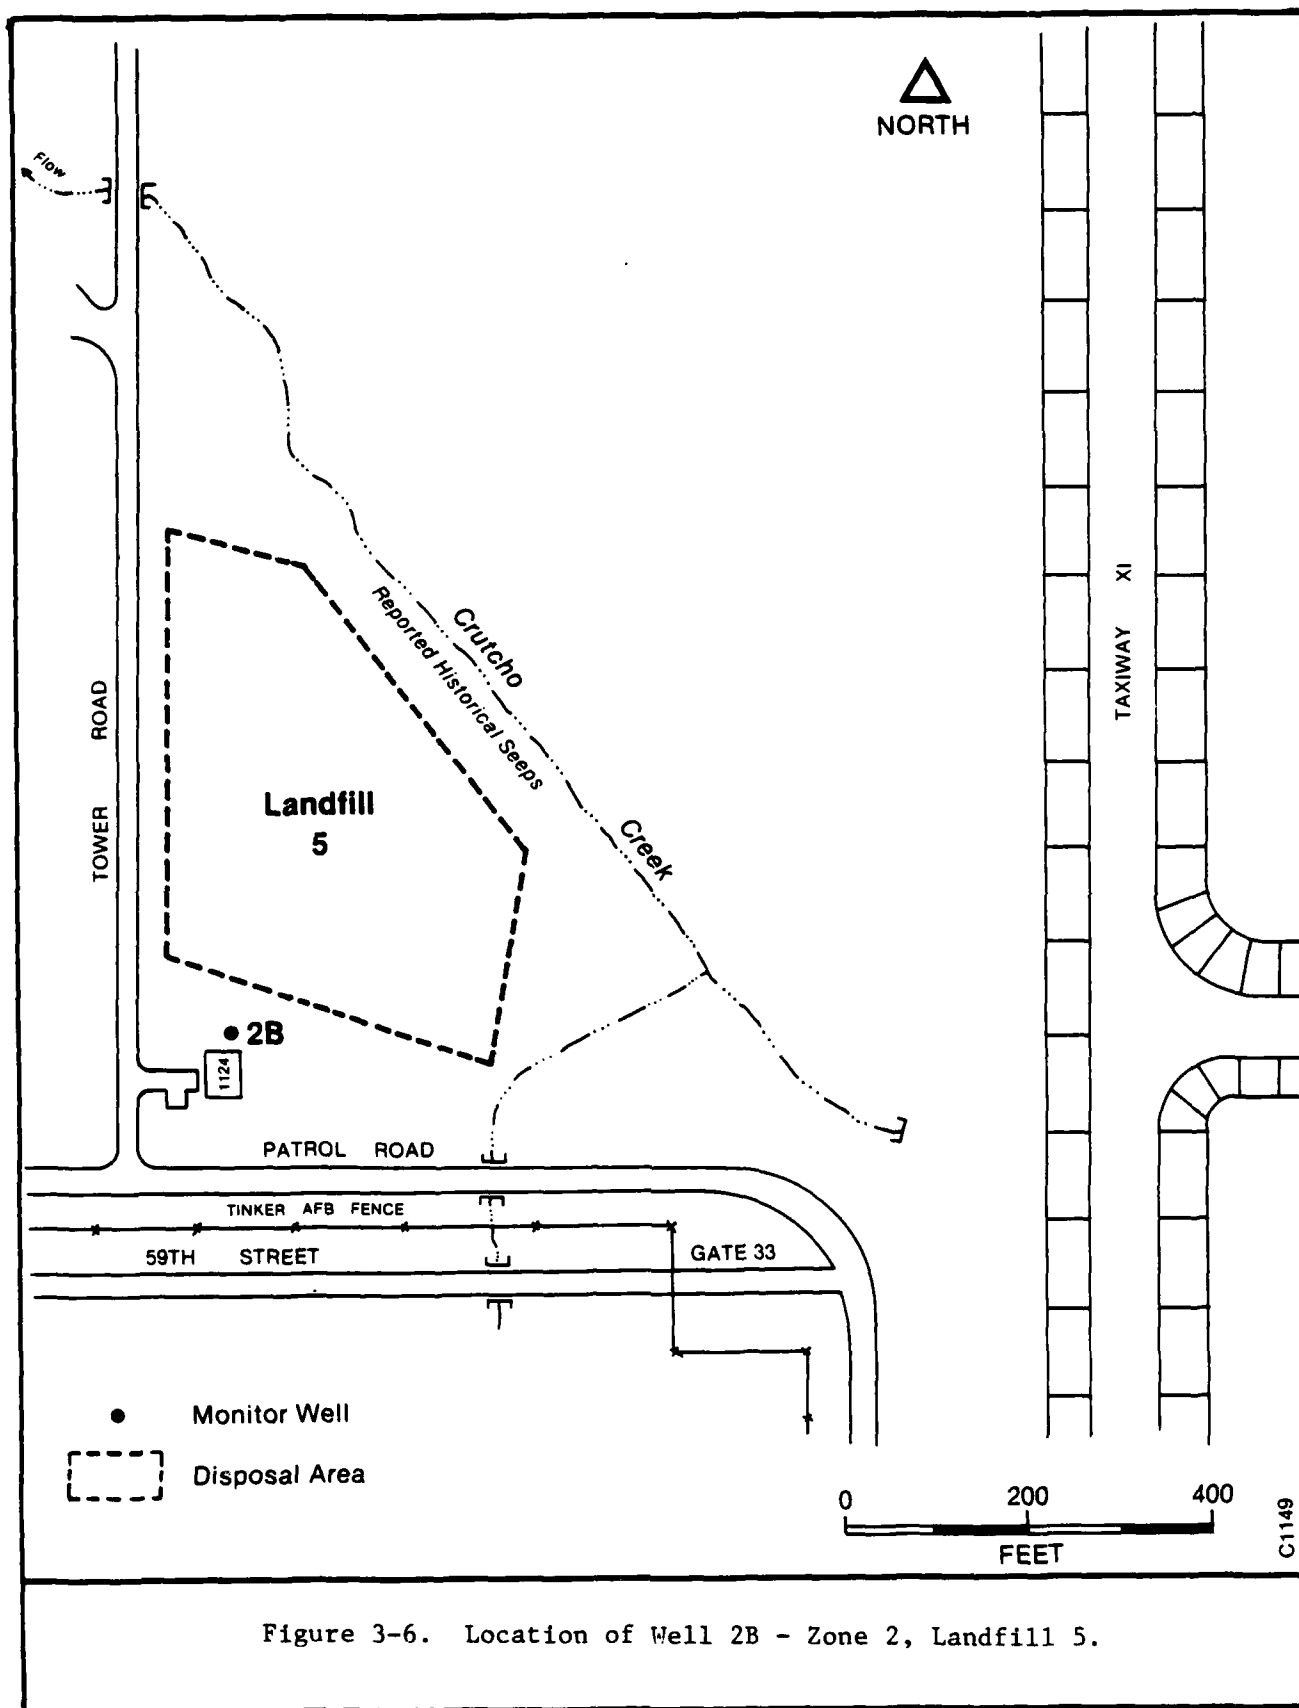 NORTH
Flow
Crutcho
Reported Historical Seeps
Creek
TAXIWAY XI
TOWER ROAD
Landfill
5
2B
1124
PATROL ROAD
TINKER AFB FENCE
59TH STREET
GATE 33
Monitor Well
Disposal Area
0 200 400
FEET
C1149
Figure 3-6. Location of Well 2B - Zone 2, Landfill 5.